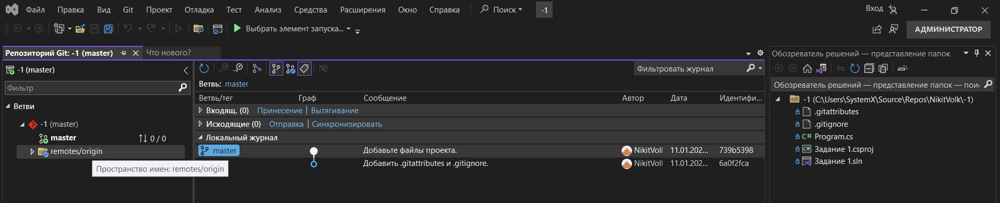 Файл Правка Вид Git Проект Отладка Тест Анализ Средства Расширения Окно Справка Поиск -1 Вход
Выбрать элемент запуска... АДМИНИСТРАТОР
Репозиторий Git: -1 (master) Что нового?
-1 (master)
Фильтр
Ветви
-1 (master)
master 0 / 0
remotes/origin
Пространство имен: remotes/origin
Фильтровать журнал
Ветвь: master
Ветвь/тег Граф Сообщение Автор Дата Идентифи...
Входящ. (0) Принесение Вытягивание
Исходящие (0) Отправка Синхронизировать
Локальный журнал
master Добавьте файлы проекта. NikitVoll 11.01.202... 739b5398
Добавить .gitattributes и .gitignore. NikitVoll 11.01.202... 6a0f2fca
Обозреватель решений — представление папок
Обозреватель решений — представление папок — пои
-1 (C:\Users\SystemX\Source\Repos\NikitVolk\-1)
.gitattributes
.gitignore
C# Program.cs
C# Задание 1.csproj
Задание 1.sln